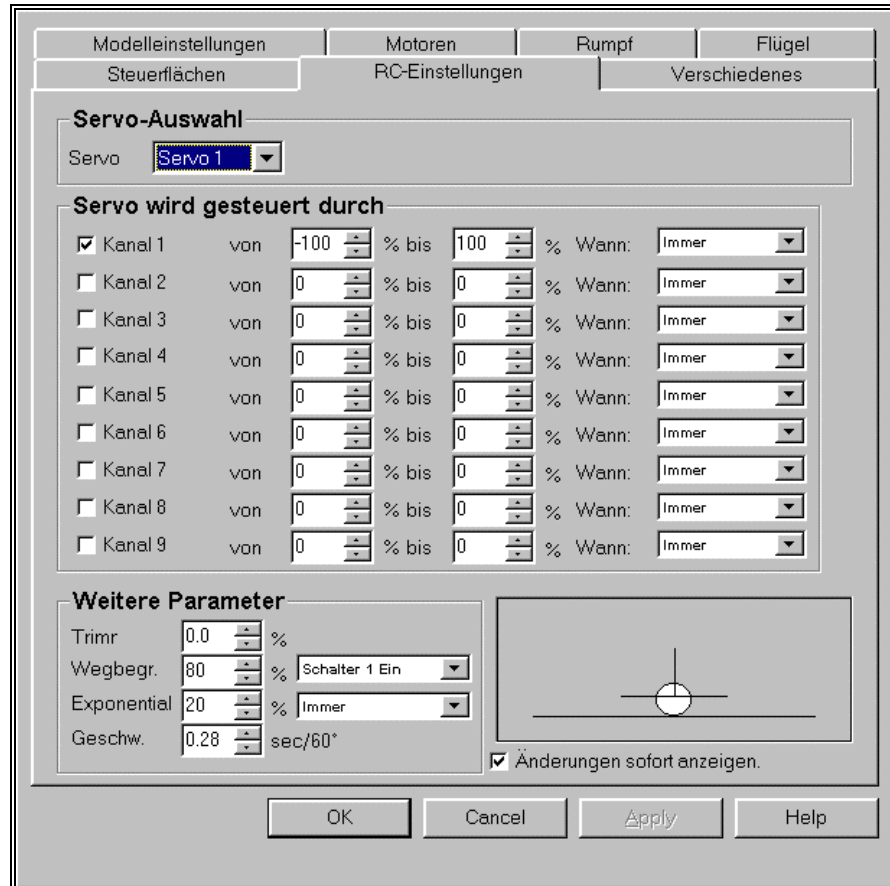 Modelleinstellungen Motoren Rumpf Flügel
Steuerflächen RC-Einstellungen Verschiedenes
Servo-Auswahl
Servo Servo 1
Servo wird gesteuert durch
Kanal 1 von -100 % bis 100 % Wann: Immer
Kanal 2 von 0 % bis 0 % Wann: Immer
Kanal 3 von 0 % bis 0 % Wann: Immer
Kanal 4 von 0 % bis 0 % Wann: Immer
Kanal 5 von 0 % bis 0 % Wann: Immer
Kanal 6 von 0 % bis 0 % Wann: Immer
Kanal 7 von 0 % bis 0 % Wann: Immer
Kanal 8 von 0 % bis 0 % Wann: Immer
Kanal 9 von 0 % bis 0 % Wann: Immer
Weitere Parameter
Trimr 0.0 %
Wegbegr. 80 % Schalter 1 Ein
Exponential 20 % Immer
Geschw. 0.28 sec/60°
Änderungen sofort anzeigen.
OK Cancel Apply Help